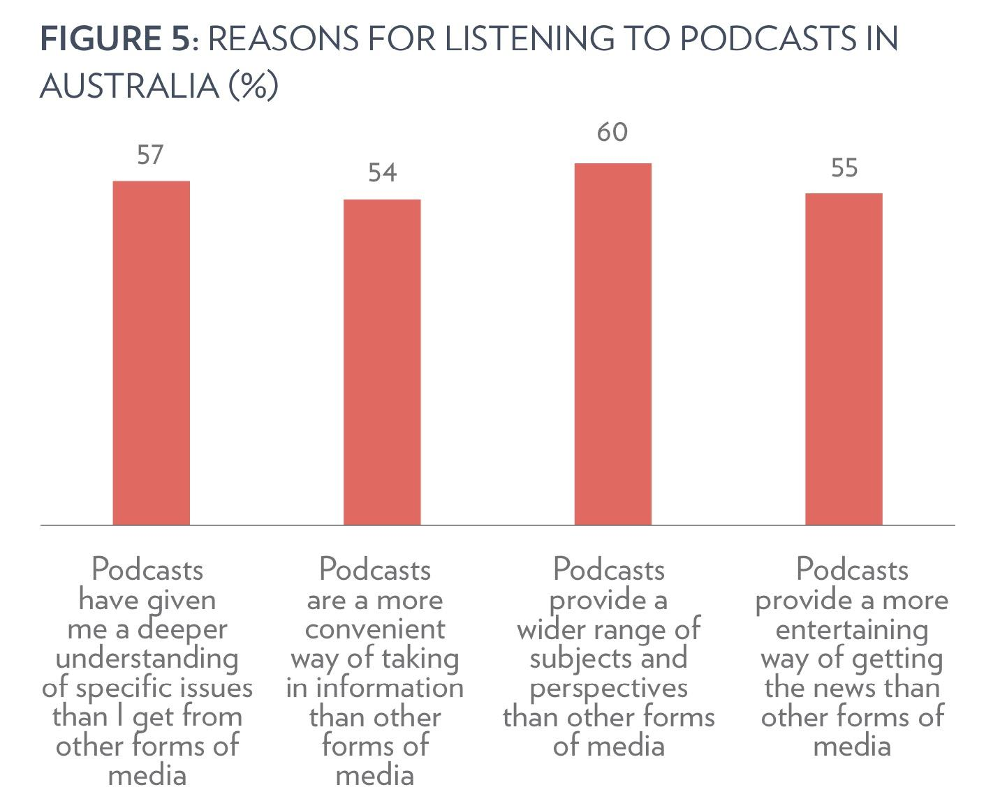 FIGURE 5: REASONS FOR LISTENING TO PODCASTS IN
AUSTRALIA (%)
57
54
60
55
Podcasts
have given
me a deeper
understanding
of specific issues
than I get from
other forms of
media
Podcasts
are a more
convenient
way of taking
in information
than other
forms of
media
Podcasts
provide a
wider range of
subjects and
perspectives
than other forms
of media
Podcasts
provide a more
entertaining
way of getting
the news than
other forms of
media